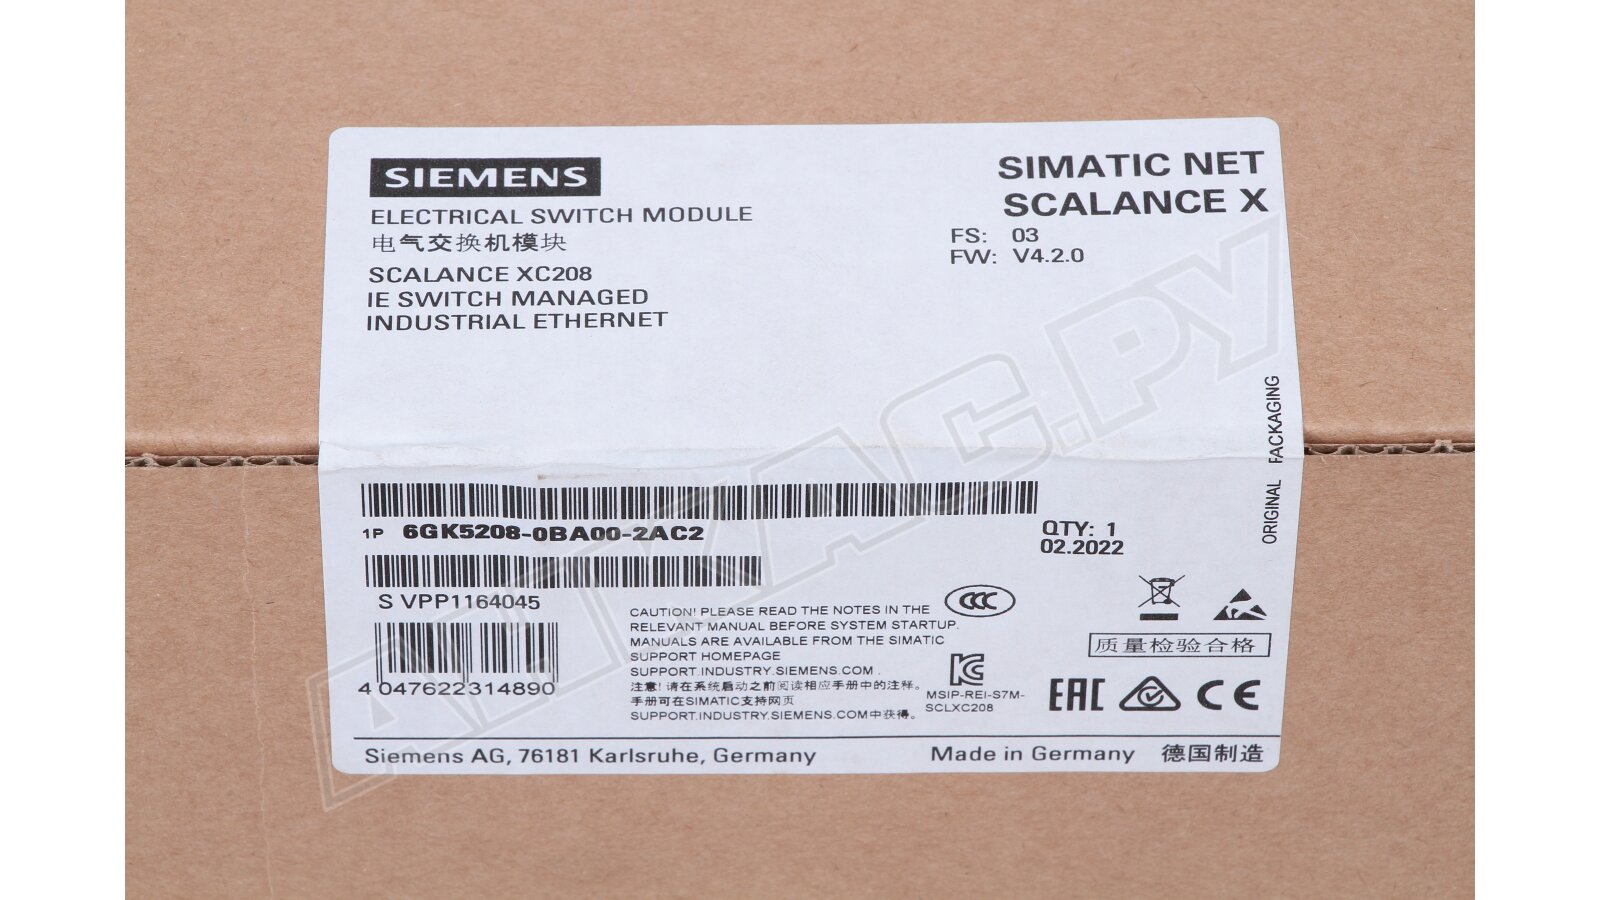 SIEMENS
ELECTRICAL SWITCH MODULE
电气交换机模块
SCALANCE XC208
IE SWITCH MANAGED
INDUSTRIAL ETHERNET
SIMATIC NET
SCALANCE X
FS: 03
FW: V4.2.0
ORIGINAL PACKAGING
1P 6GK5208-0BA00-2AC2
QTY: 1
02.2022
S VPP1164045
4 047622314890
CAUTION! PLEASE READ THE NOTES IN THE
RELEVANT MANUAL BEFORE SYSTEM STARTUP.
MANUALS ARE AVAILABLE FROM THE SIMATIC
SUPPORT HOMEPAGE
SUPPORT.INDUSTRY.SIEMENS.COM .
注意! 请在系统启动之前阅读相应手册中的注释。
手册可在SIMATIC支持网页
SUPPORT.INDUSTRY.SIEMENS.COM中获得。
CCC
KC
MSIP-REI-S7M-
SCLXC208
质量检验合格
EAC CE
Siemens AG, 76181 Karlsruhe, Germany
Made in Germany 德国制造
ALKAC.РУ